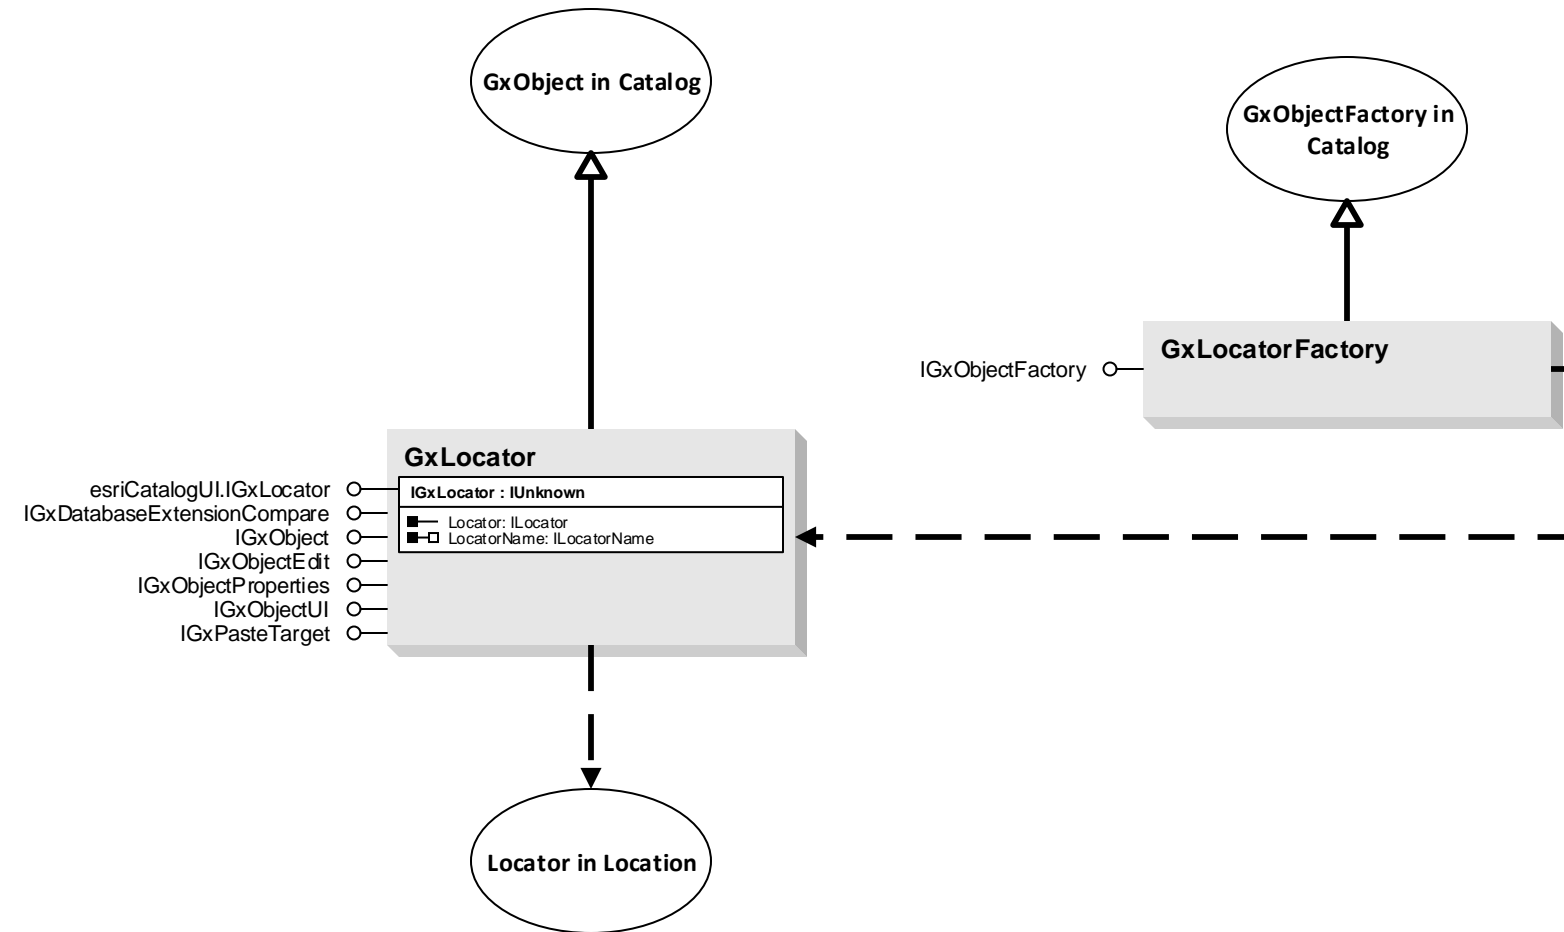 GxObject in Catalog
GxObjectFactory in
Catalog
GxLocatorFactory
IGxObjectFactory
GxLocator
esriCatalogUI.IGxLocator
IGxDatabaseExtensionCompare
IGxObject
IGxObjectEdit
IGxObjectProperties
IGxObjectUI
IGxPasteTarget
IGxLocator : IUnknown
Locator: ILocator
LocatorName: ILocatorName
Locator in Location